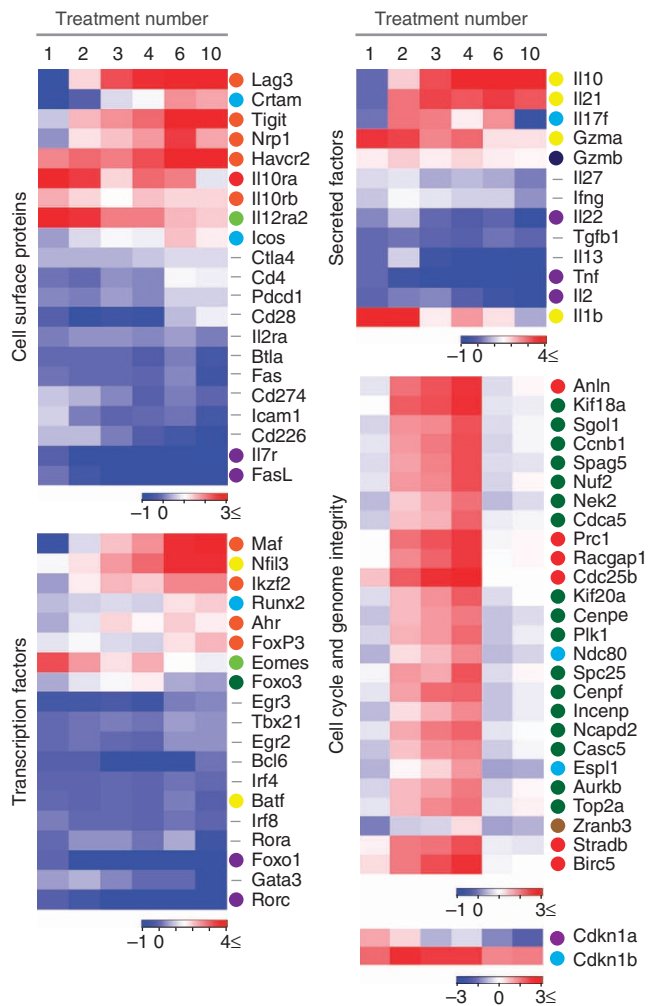 Treatment number
1 2 3 4 6 10
Cell surface proteins
Lag3
Crtam
Tigit
Nrp1
Havcr2
Il10ra
Il10rb
Il12ra2
Icos
Ctla4
Cd4
Pdcd1
Cd28
Il2ra
Btla
Fas
Cd274
Icam1
Cd226
Il7r
FasL
−1 0 3≤
Transcription factors
Maf
Nfil3
Ikzf2
Runx2
Ahr
FoxP3
Eomes
Foxo3
Egr3
Tbx21
Egr2
Bcl6
Irf4
Batf
Irf8
Rora
Foxo1
Gata3
Rorc
−1 0 4≤
Treatment number
1 2 3 4 6 10
Secreted factors
Il10
Il21
Il17f
Gzma
Gzmb
Il27
Ifng
Il22
Tgfb1
Il13
Tnf
Il2
Il1b
−1 0 4≤
Cell cycle and genome integrity
Anln
Kif18a
Sgol1
Ccnb1
Spag5
Nuf2
Nek2
Cdca5
Prc1
Racgap1
Cdc25b
Kif20a
Cenpe
Plk1
Ndc80
Spc25
Cenpf
Incenp
Ncapd2
Casc5
Espl1
Aurkb
Top2a
Zranb3
Stradb
Birc5
−1 0 3≤
Cdkn1a
Cdkn1b
−3 0 3≤